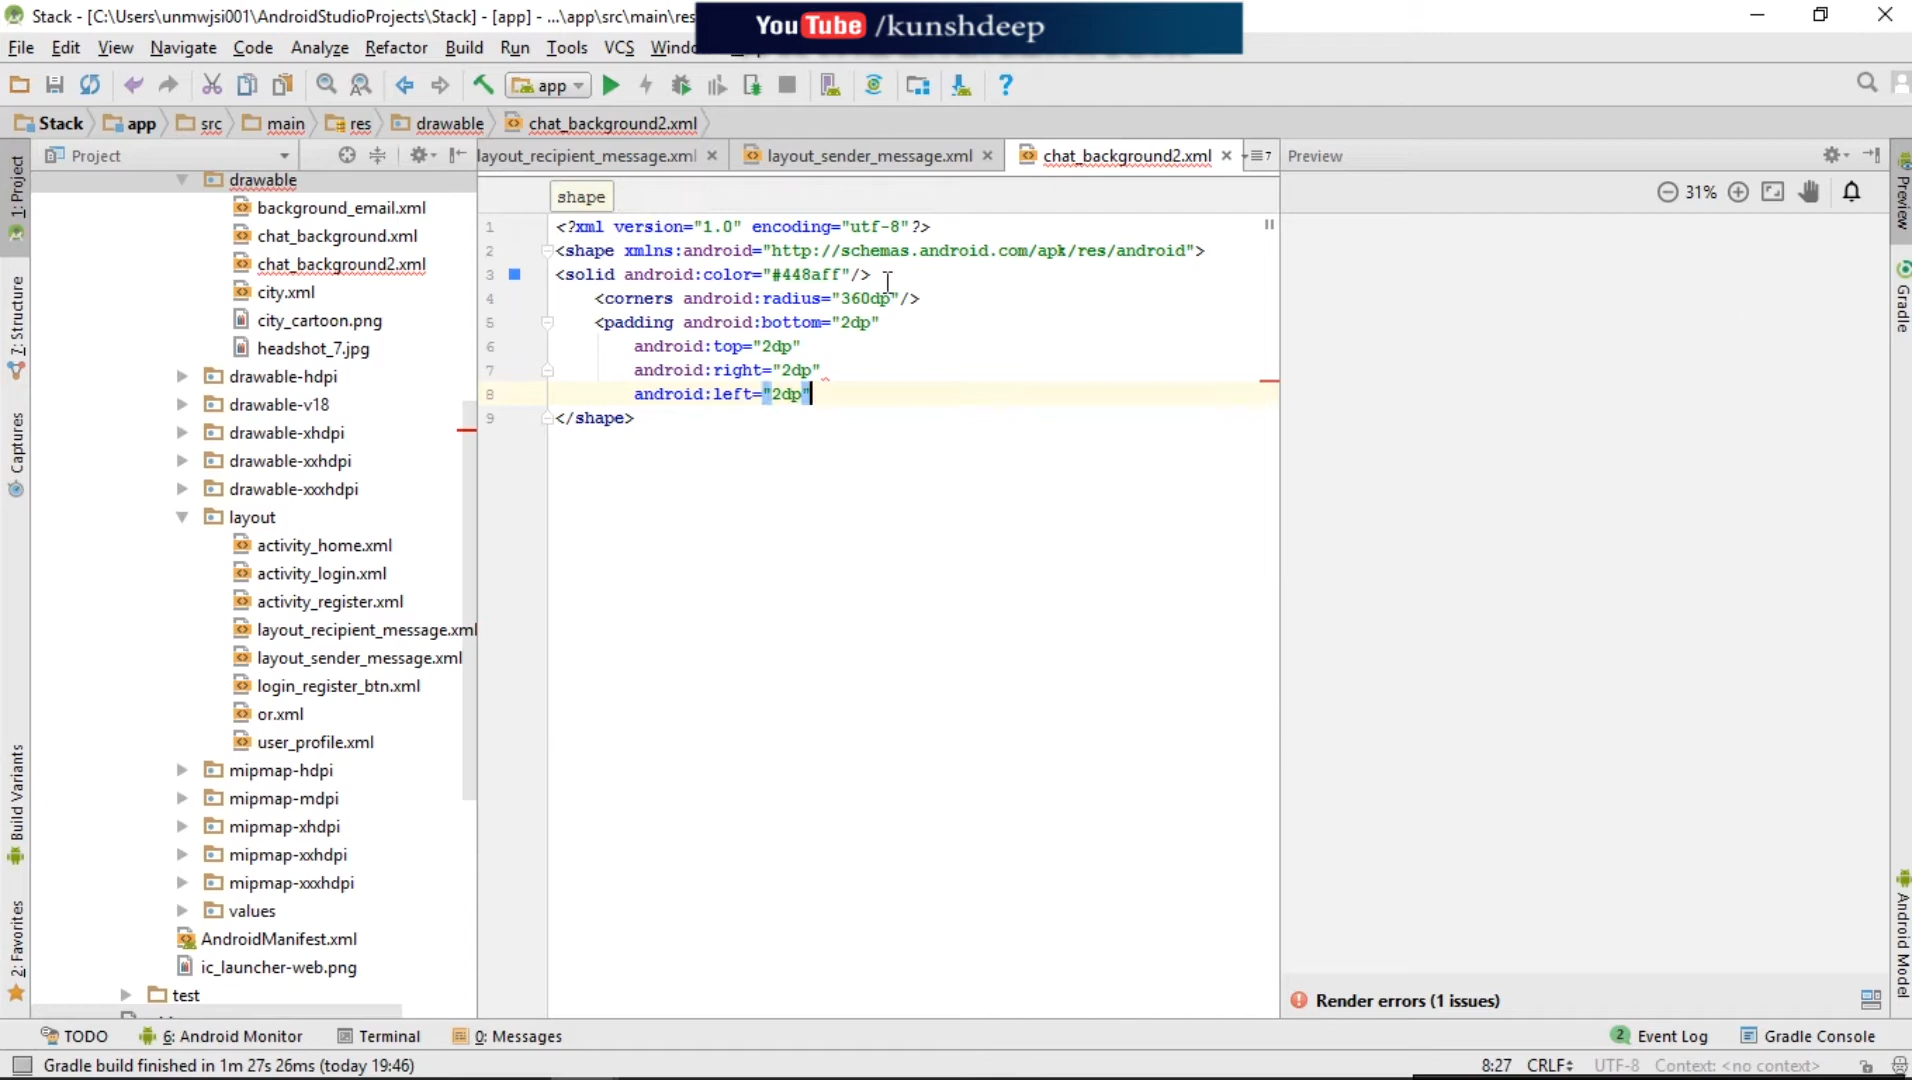 Stack - [C:\Users\unmwjsi001\AndroidStudioProjects\Stack] - [app] - ...\app\src\main\res
YouTube /kunshdeep
File Edit View Navigate Code Analyze Refactor Build Run Tools VCS Windo
app
Stack app src main res drawable chat_background2.xml
Project
layout_recipient_message.xml layout_sender_message.xml chat_background2.xml 7
Preview
31%
shape
1 <?xml version="1.0" encoding="utf-8"?>
2 <shape xmlns:android="http://schemas.android.com/apk/res/android">
3 <solid android:color="#448aff"/>
4 <corners android:radius="360dp"/>
5 <padding android:bottom="2dp"
6 android:top="2dp"
7 android:right="2dp"
8 android:left="2dp"
9 </shape>
drawable
background_email.xml
chat_background.xml
chat_background2.xml
city.xml
city_cartoon.png
headshot_7.jpg
drawable-hdpi
drawable-v18
drawable-xhdpi
drawable-xxhdpi
drawable-xxxhdpi
layout
activity_home.xml
activity_login.xml
activity_register.xml
layout_recipient_message.xml
layout_sender_message.xml
login_register_btn.xml
or.xml
user_profile.xml
mipmap-hdpi
mipmap-mdpi
mipmap-xhdpi
mipmap-xxhdpi
mipmap-xxxhdpi
values
AndroidManifest.xml
ic_launcher-web.png
test
1: Project
7: Structure
Captures
Build Variants
2: Favorites
Preview
Gradle
Android Model
Render errors (1 issues)
TODO 6: Android Monitor Terminal 0: Messages
2 Event Log Gradle Console
Gradle build finished in 1m 27s 26ms (today 19:46)
8:27 CRLF UTF-8 Context: <no context>